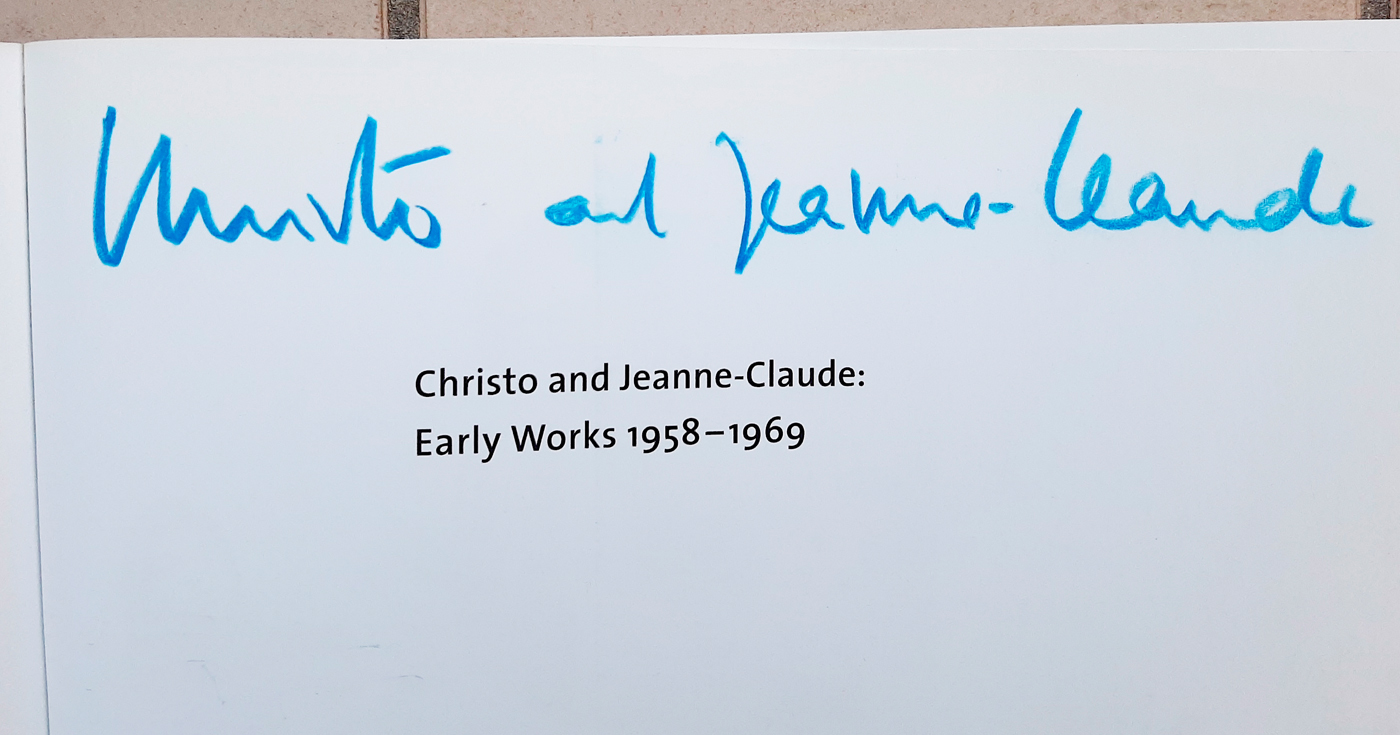 Christo and Jeanne-Claude
Christo and Jeanne-Claude:
Early Works 1958–1969